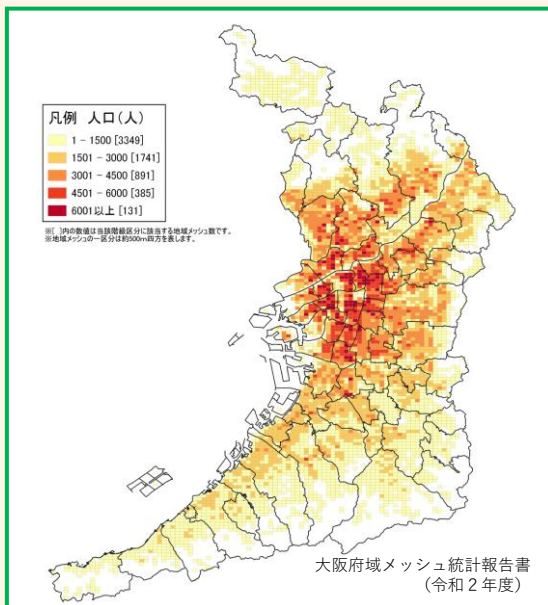 凡例 人口(人)
1 - 1500 [3349]
1501 - 3000 [1741]
3001 - 4500 [891]
4501 - 6000 [385]
6001以上 [131]
※[ ]内の数値は当該階級区分に該当する地域メッシュ数です。
※地域メッシュの一区分は約500m四方を表します。
大阪府域メッシュ統計報告書
(令和2年度)